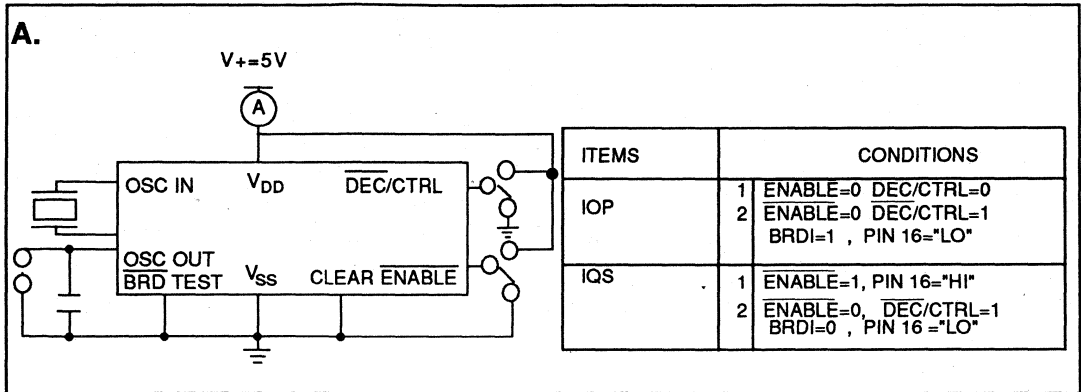 A.
V+=5V
A
OSC IN
VDD
DEC/CTRL
OSC OUT
BRD TEST
VSS
CLEAR ENABLE
ITEMS CONDITIONS
IOP
1 ENABLE=0 DEC/CTRL=0
2 ENABLE=0 DEC/CTRL=1
BRDI=1 , PIN 16="LO"
IQS
1 ENABLE=1, PIN 16="HI"
2 ENABLE=0, DEC/CTRL=1
BRDI=0 , PIN 16 ="LO"